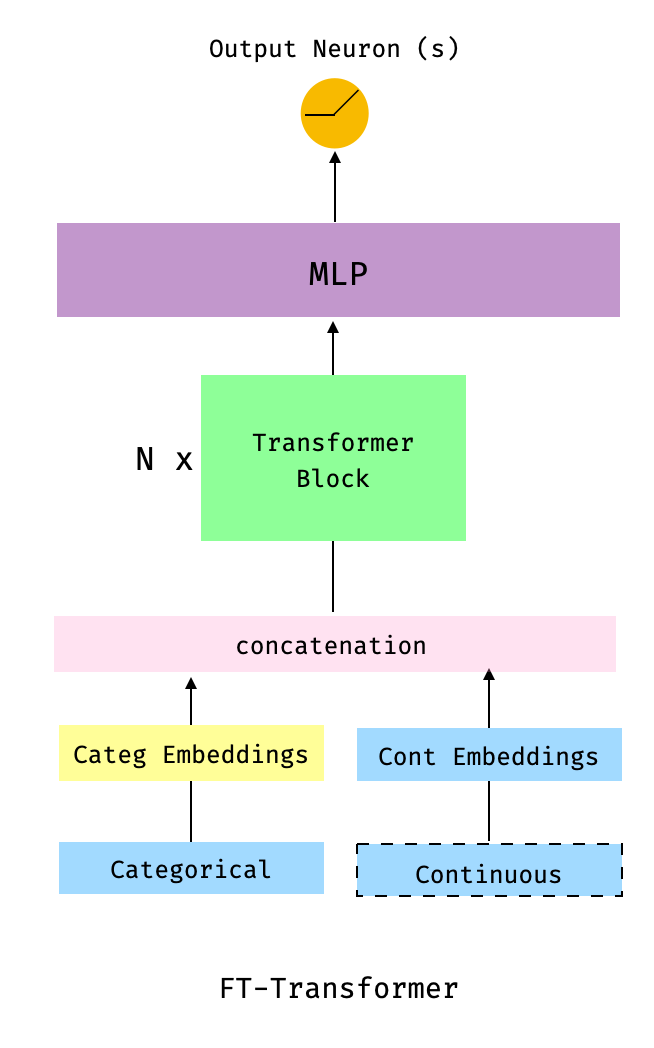 Output Neuron (s)
MLP
N x
Transformer
Block
concatenation
Categ Embeddings
Cont Embeddings
Categorical
Continuous
FT-Transformer